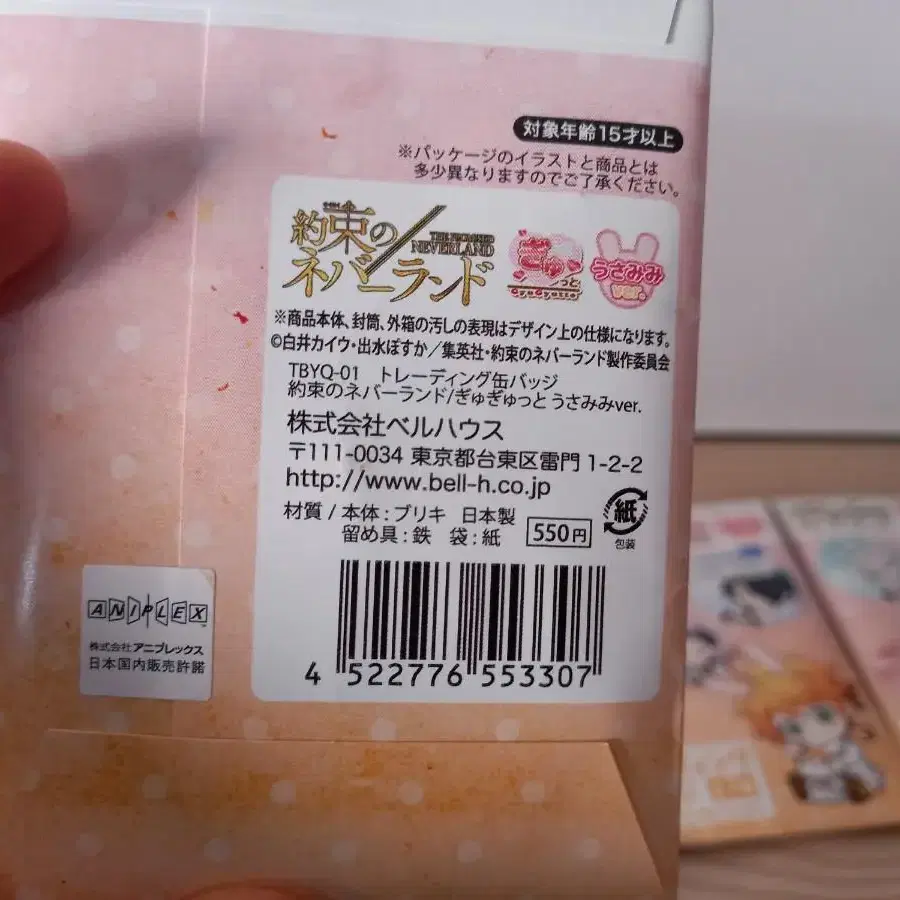 対象年齢15才以上
※パッケージのイラストと商品とは
多少異なりますのでご了承ください。
約束の
ネバーランド
THE PROMISED
NEVERLAND
ぎゅぎゅっと
GyuGyutto
うさみみ
ver.
※商品本体、封筒、外箱の汚しの表現はデザイン上の仕様になります。
©白井カイウ・出水ぽすか/集英社・約束のネバーランド製作委員会
TBYQ-01 トレーディング缶バッジ
約束のネバーランド/ぎゅぎゅっと うさみみver.
株式会社ベルハウス
〒111-0034 東京都台東区雷門 1-2-2
http://www.bell-h.co.jp
材質 / 本体 : ブリキ 日本製
留め具 : 鉄 袋 : 紙
550円
紙
包装
4 522776 553307
ANIPLEX
株式会社 アニプレックス
日本国内販売許諾